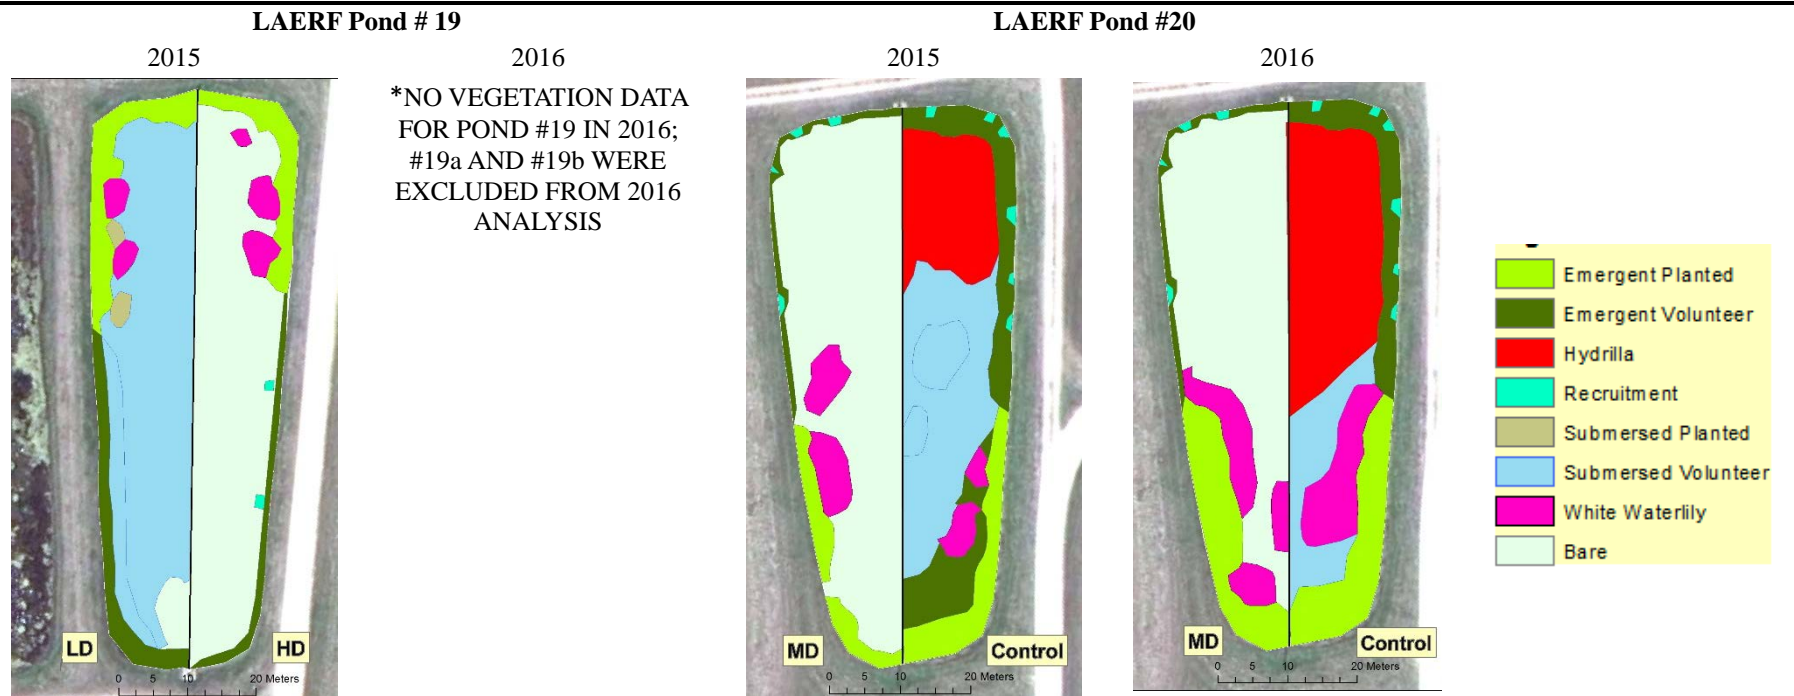 LAERF Pond # 19
LAERF Pond #20
2015
2016
2015
2016
*NO VEGETATION DATA
FOR POND #19 IN 2016;
#19a AND #19b WERE
EXCLUDED FROM 2016
ANALYSIS
LD
HD
0 5 10 20 Meters
MD
Control
0 5 10 20 Meters
MD
Control
0 5 10 20 Meters
Emergent Planted
Emergent Volunteer
Hydrilla
Recruitment
Submersed Planted
Submersed Volunteer
White Waterlily
Bare